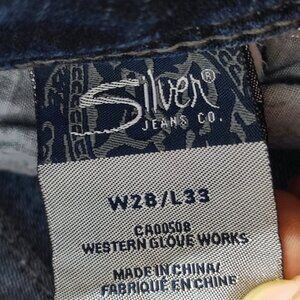 Silver®
JEANS CO.
W28/L33
CA00508
WESTERN GLOVE WORKS
MADE IN CHINA/
FABRIQUÉ EN CHINE